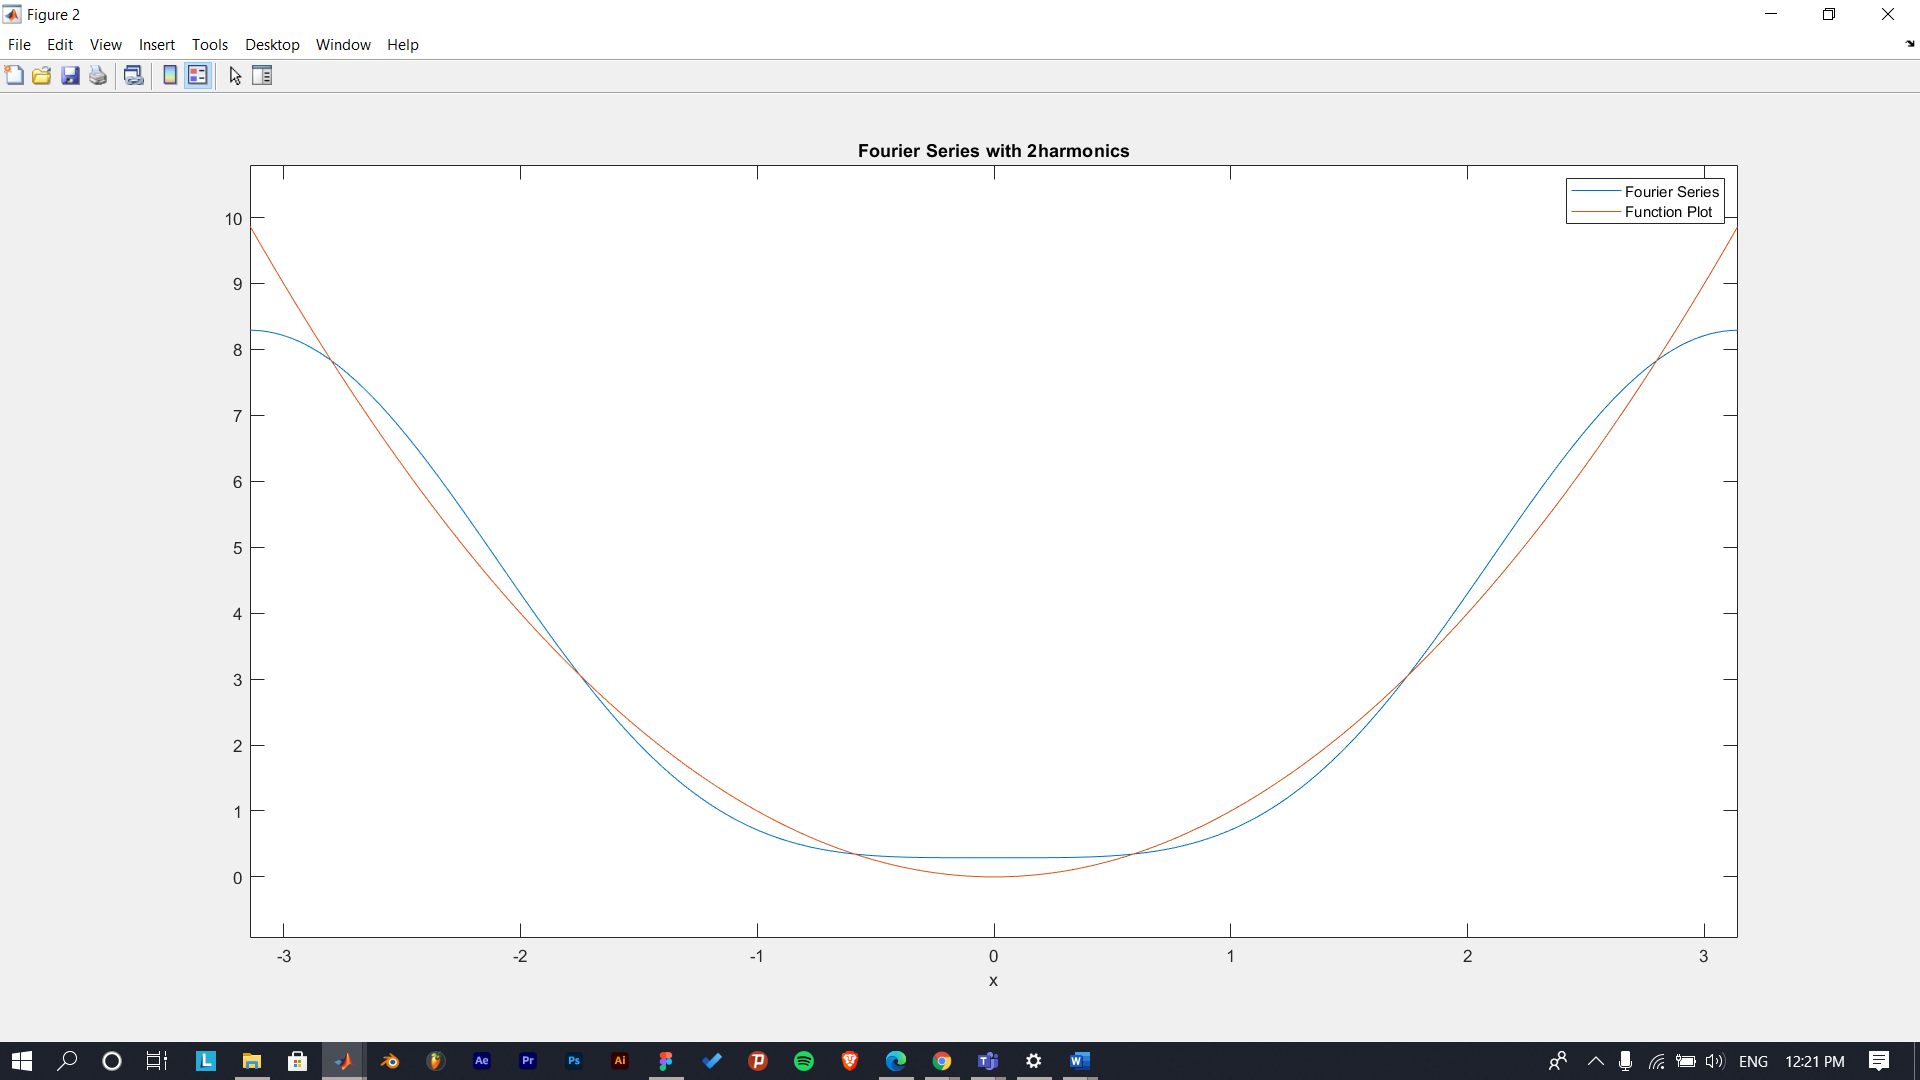 Figure 2
File Edit View Insert Tools Desktop Window Help
Fourier Series with 2harmonics
Fourier Series
Function Plot
10
9
8
7
6
5
4
3
2
1
0
-3 -2 -1 0 1 2 3
x
L Ae Pr Ps Ai ENG 12:21 PM